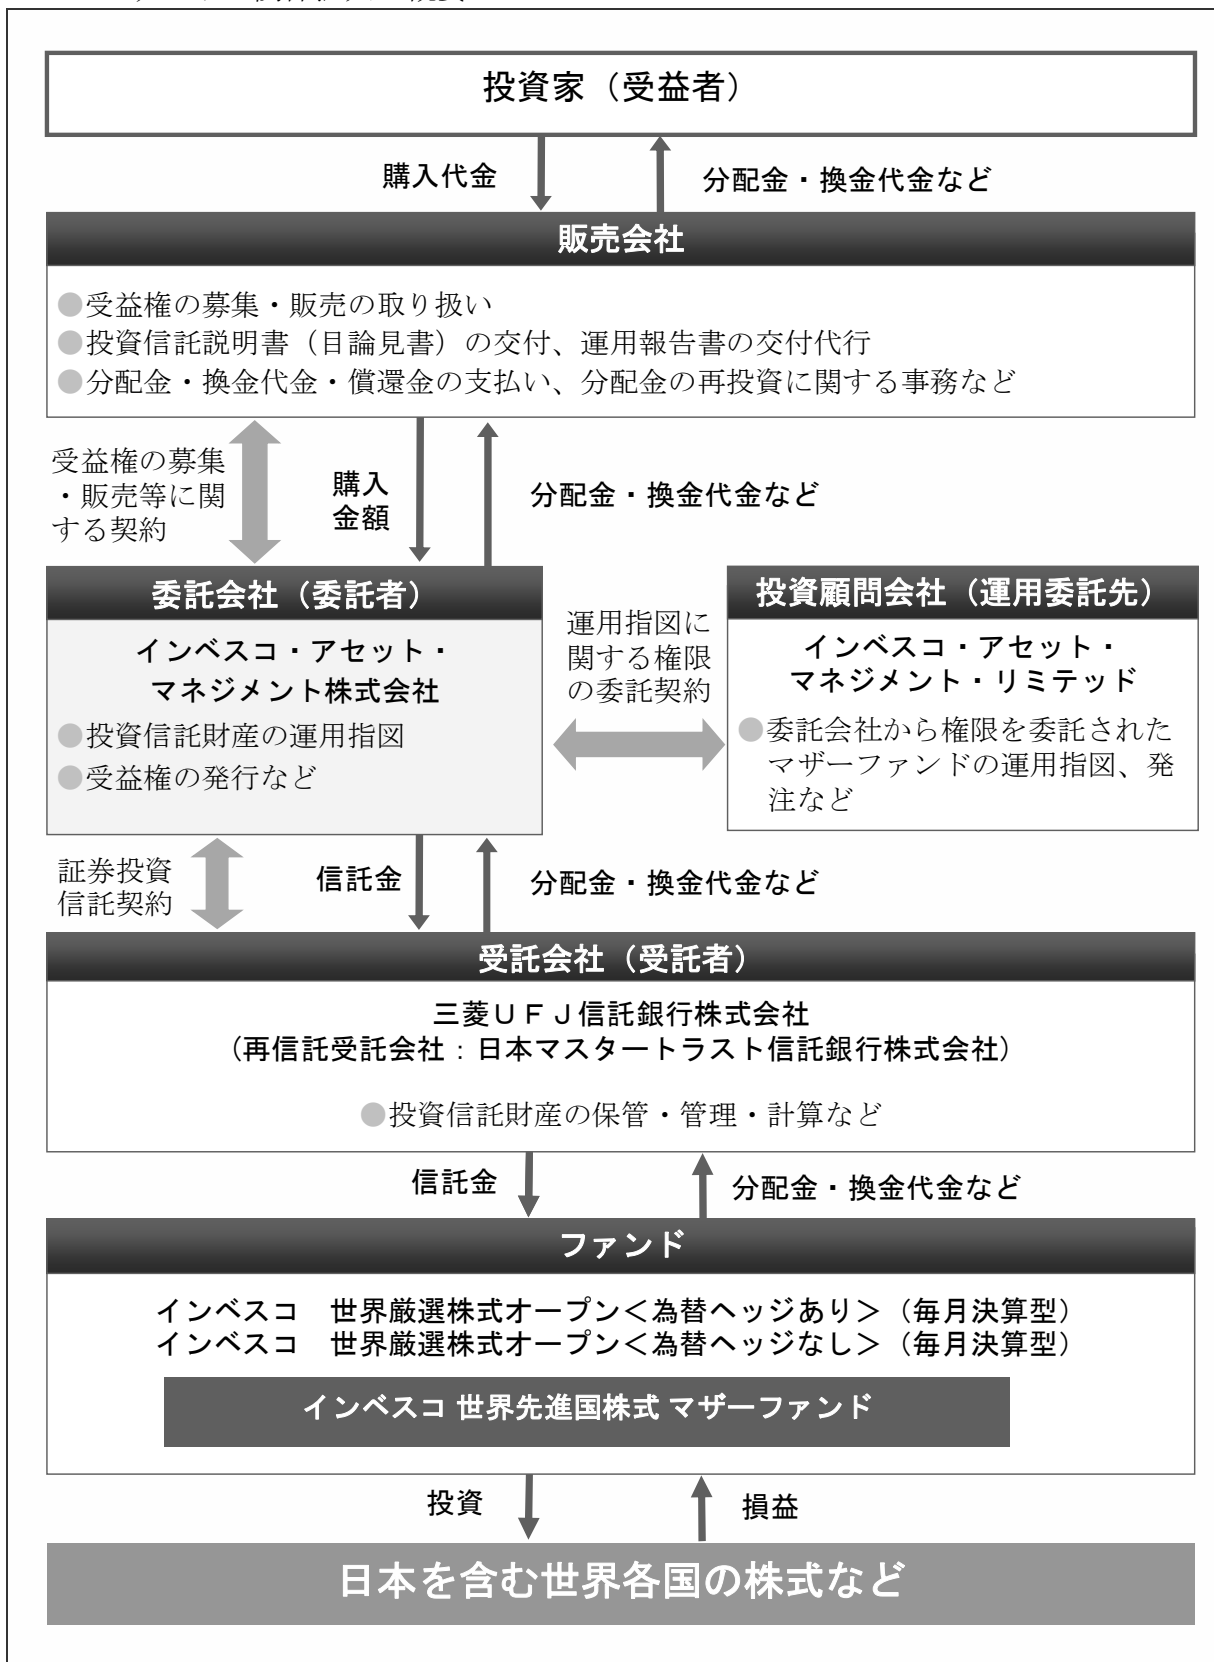 投資家（受益者）
購入代金
分配金・換金代金など
販売会社
●受益権の募集・販売の取り扱い
●投資信託説明書（目論見書）の交付、運用報告書の交付代行
●分配金・換金代金・償還金の支払い、分配金の再投資に関する事務など
受益権の募集
・販売等に関
する契約
購入
金額
分配金・換金代金など
委託会社（委託者）
インベスコ・アセット・
マネジメント株式会社
●投資信託財産の運用指図
●受益権の発行など
運用指図に
関する権限
の委託契約
投資顧問会社（運用委託先）
インベスコ・アセット・
マネジメント・リミテッド
●委託会社から権限を委託された
マザーファンドの運用指図、発
注など
証券投資
信託契約
信託金
分配金・換金代金など
受託会社（受託者）
三菱ＵＦＪ信託銀行株式会社
（再信託受託会社：日本マスタートラスト信託銀行株式会社）
●投資信託財産の保管・管理・計算など
信託金
分配金・換金代金など
ファンド
インベスコ　世界厳選株式オープン＜為替ヘッジあり＞（毎月決算型）
インベスコ　世界厳選株式オープン＜為替ヘッジなし＞（毎月決算型）
インベスコ 世界先進国株式 マザーファンド
投資
損益
日本を含む世界各国の株式など